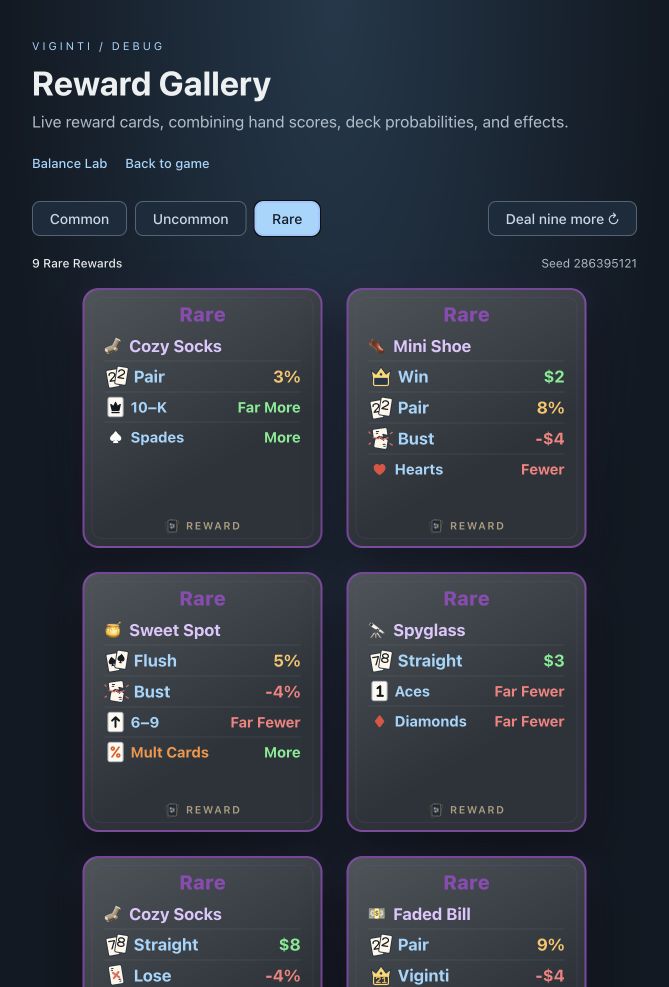 VIGINTI / DEBUG
Reward Gallery
Live reward cards, combining hand scores, deck probabilities, and effects.
Balance Lab Back to game
Common Uncommon Rare Deal nine more ↻
9 Rare Rewards Seed 286395121
Rare
Cozy Socks
Pair 3%
10–K Far More
Spades More
REWARD
Rare
Mini Shoe
Win $2
Pair 8%
Bust -$4
Hearts Fewer
REWARD
Rare
Sweet Spot
Flush 5%
Bust -4%
6–9 Far Fewer
Mult Cards More
REWARD
Rare
Spyglass
Straight $3
1 Aces Far Fewer
Diamonds Far Fewer
REWARD
Rare
Cozy Socks
Straight $8
Lose -4%
Rare
Faded Bill
Pair 9%
Viginti -$4